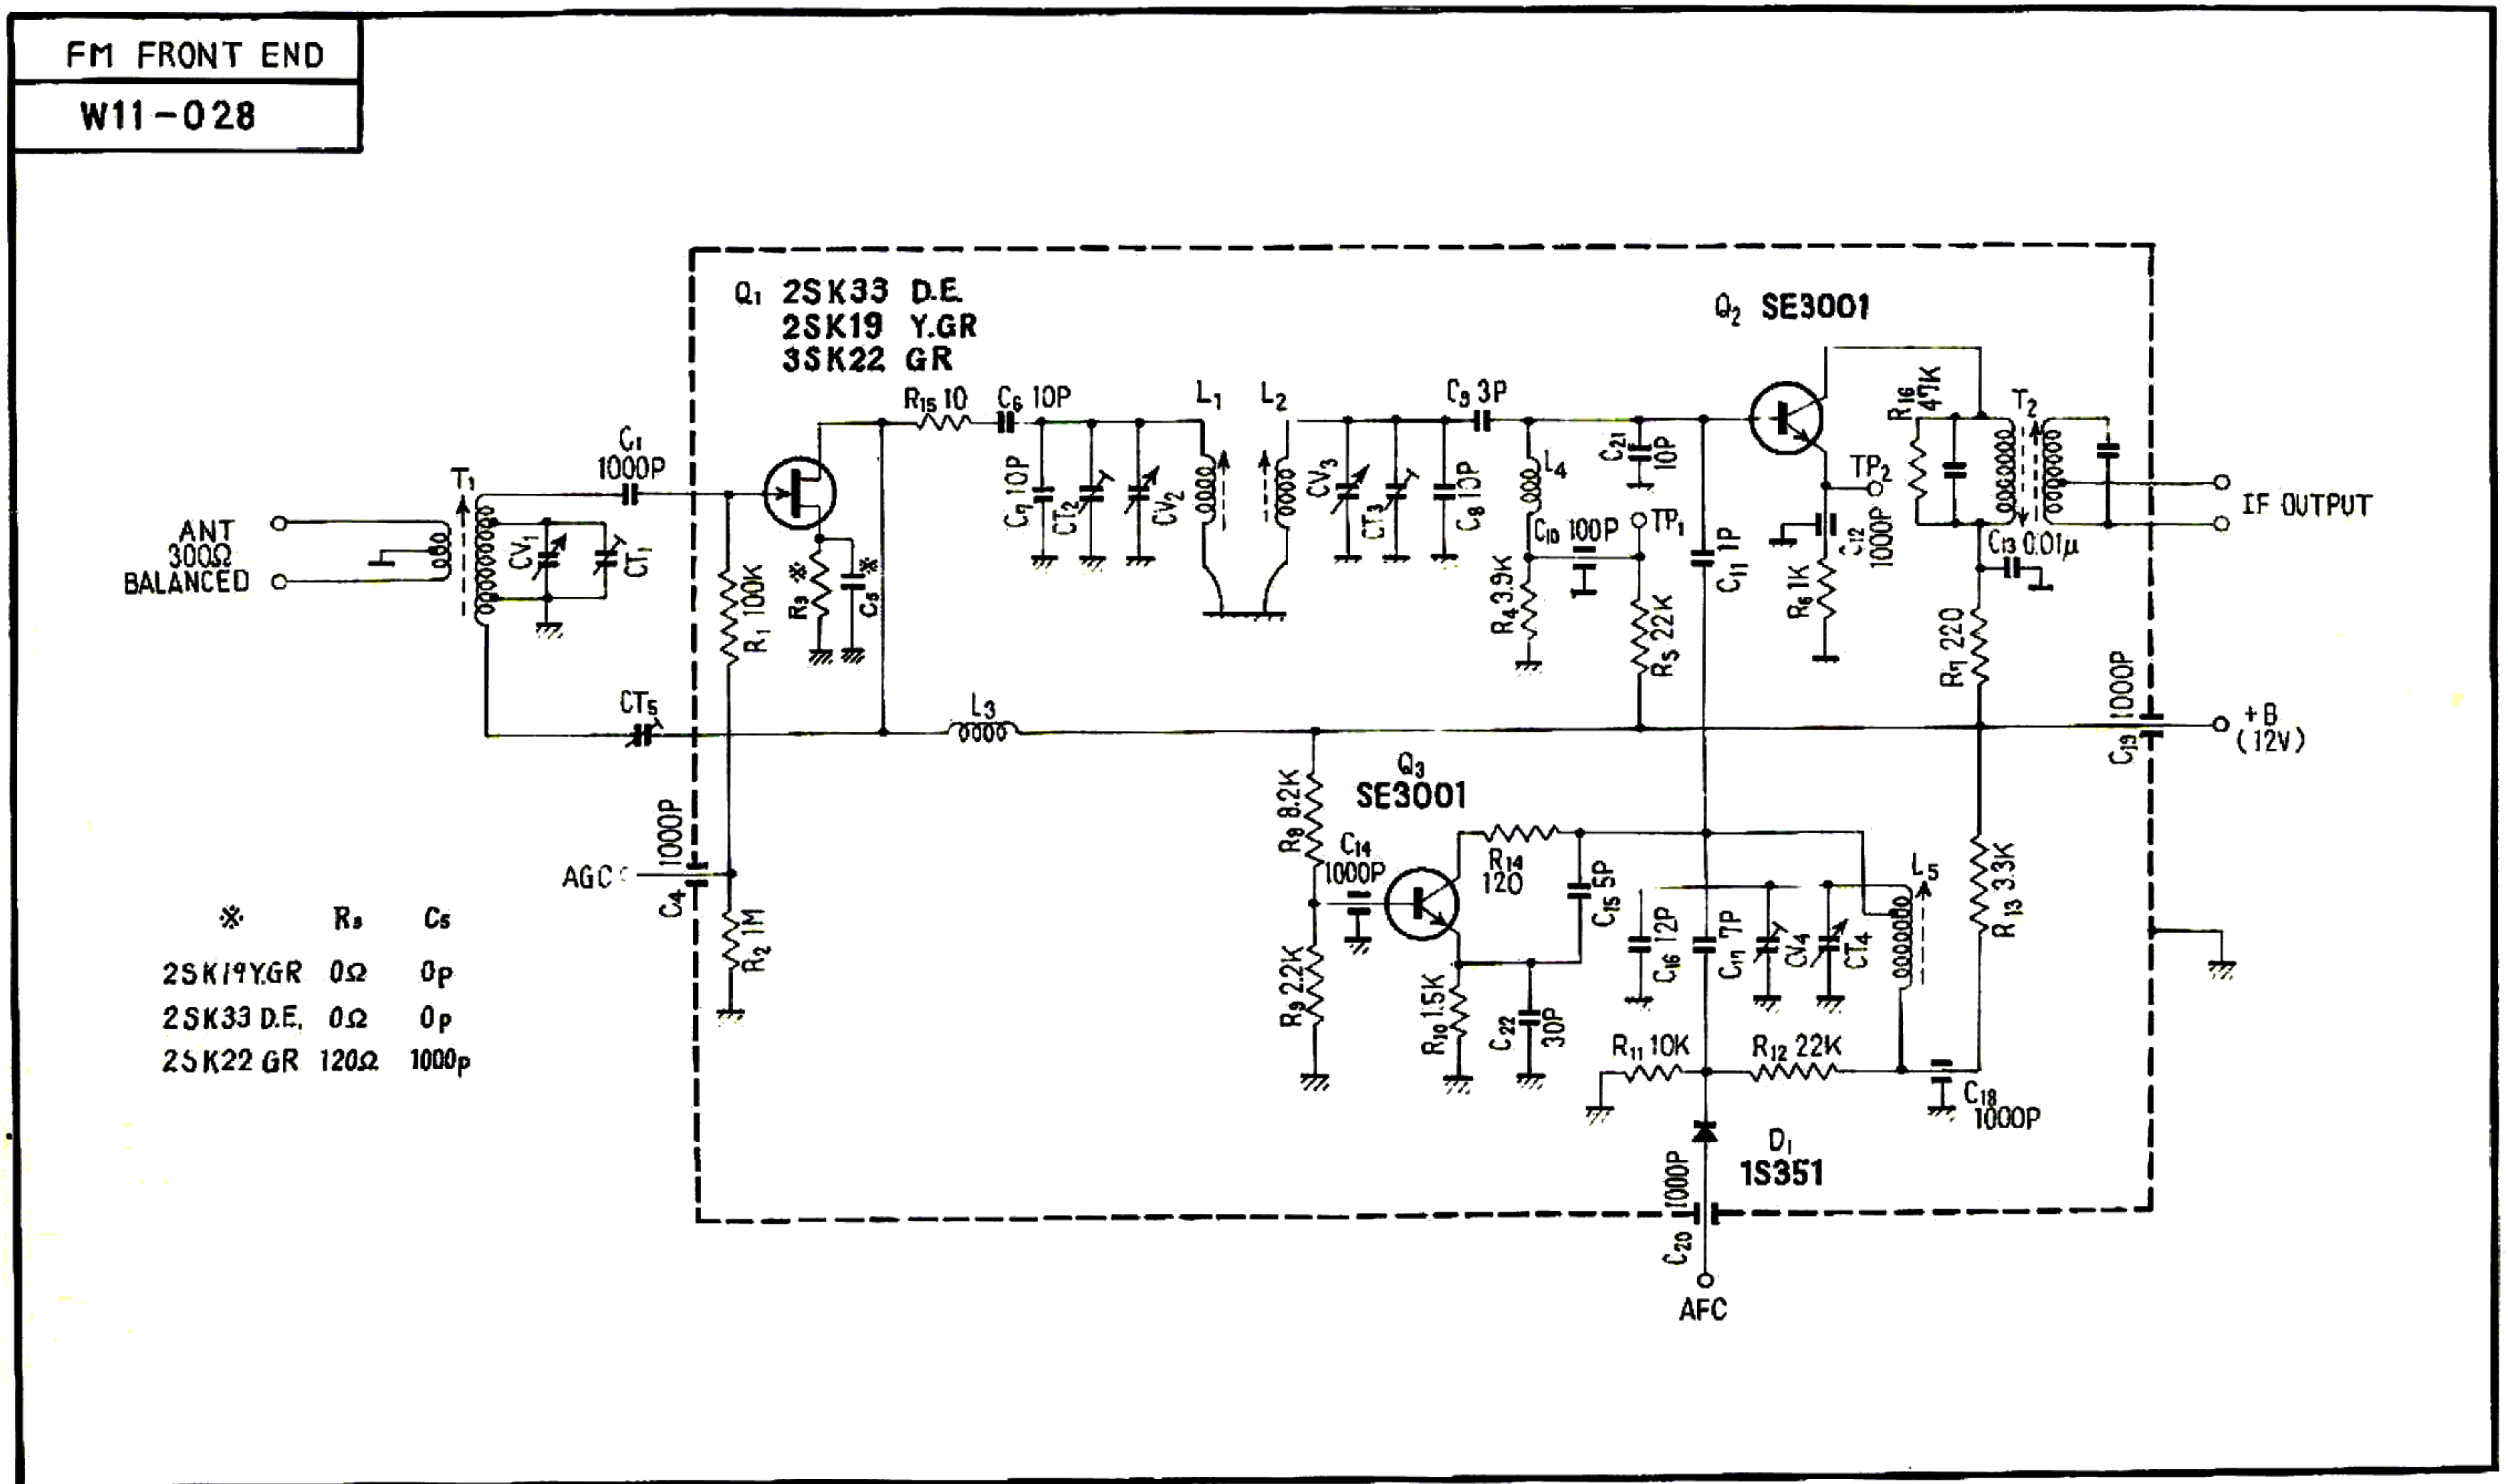 FM FRONT END
W11-028
Q1 2SK33 D.E.
2SK19 Y.GR
3SK22 GR
Q2 SE3001
R15 10
C6 10P
L1
L2
C9 3P
R16 47K
T2
C1
1000P
T1
ANT
300Ω
BALANCED
CV1
CT1
R3 ※
C5 ※
R1 100K
C7 10P
CT2
CV2
CV3
CT3
C8 10P
L4
C21 10P
C10 100P
TP1
C11 1P
TP2
C12 1000P
IF OUTPUT
C13 0.01μ
R4 3.9K
R5 22K
R6 1K
R7 220
CT5
L3
C19 1000P
+B
(12V)
Q3
SE3001
R8 8.2K
C14
1000P
R14
120
C15 5P
L5
R13 3.3K
AGC
C4 1000P
R2 1M
※ R3 C5
2SK19Y.GR 0Ω 0p
2SK33 D.E. 0Ω 0p
2SK22 GR 120Ω 1000p
R9 2.2K
R10 1.5K
C22 30P
C16 12P
C17 7P
CV4
CT4
R11 10K
R12 22K
C18
1000P
D1
1S351
C20 1000P
AFC